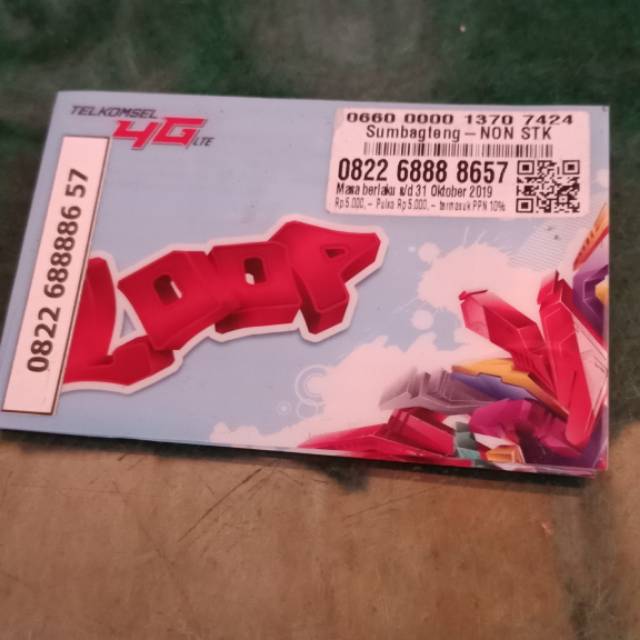 TELKOMSEL
4G LTE
0660 0000 1370 7424
Sumbagteng - NON STK
0822 6888 8657
Masa berlaku s/d 31 Oktober 2019
Rp 5.000,- Pulsa Rp 5.000,- termasuk PPN 10%
0822 688886 57
LOOP